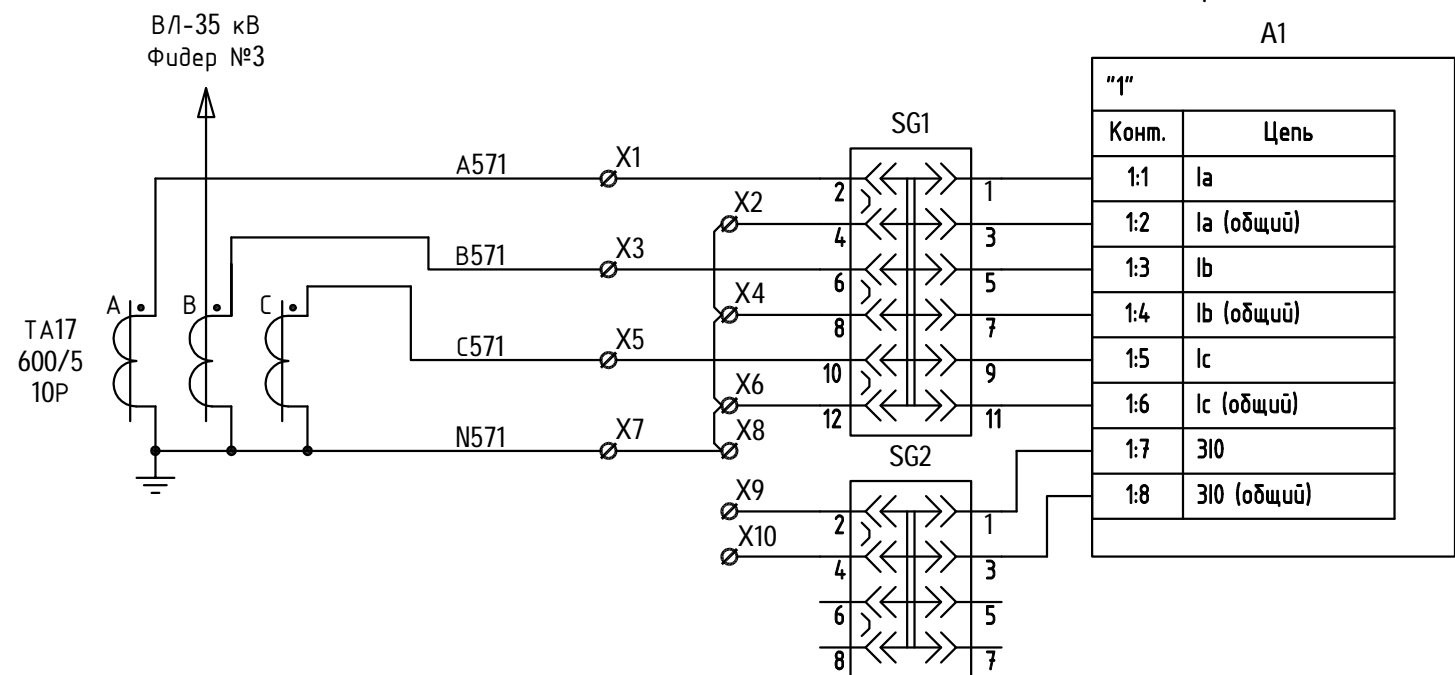 ВЛ-35 кВ
Фидер №3
A1
"1"
Конт.
Цепь
1:1
Ia
1:2
Ia (общий)
1:3
Ib
1:4
Ib (общий)
1:5
Ic
1:6
Ic (общий)
1:7
3I0
1:8
3I0 (общий)
SG1
2
1
4
3
6
5
8
7
10
9
12
11
A571
X1
X2
B571
X3
X4
C571
X5
X6
N571
X7
X8
A
B
C
ТА17
600/5
10Р
SG2
X9
2
1
X10
4
3
6
5
8
7